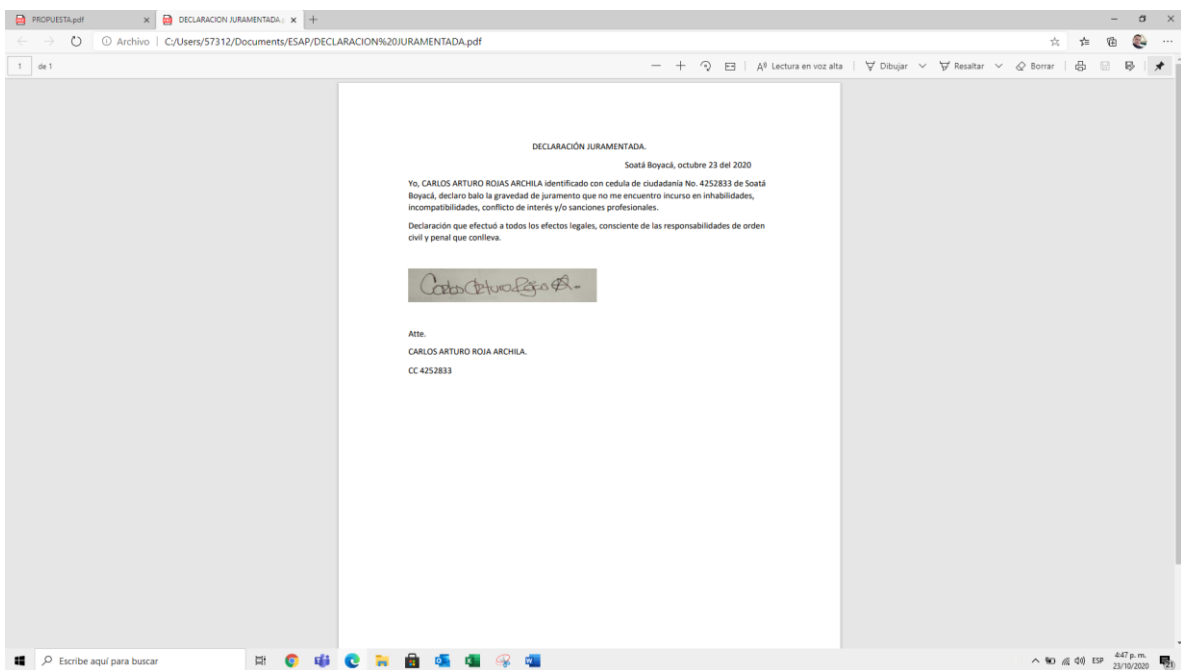 PROPUESTA.pdf
DECLARACION JURAMENTADA.p
Archivo C:/Users/57312/Documents/ESAP/DECLARACION%20JURAMENTADA.pdf
1 de 1
Lectura en voz alta Dibujar Resaltar Borrar
DECLARACIÓN JURAMENTADA.
Soatá Boyacá, octubre 23 del 2020
Yo, CARLOS ARTURO ROJAS ARCHILA identificado con cedula de ciudadanía No. 4252833 de Soatá
Boyacá, declaro balo la gravedad de juramento que no me encuentro incurso en inhabilidades,
incompatibilidades, conflicto de interés y/o sanciones profesionales.
Declaración que efectuó a todos los efectos legales, consciente de las responsabilidades de orden
civil y penal que conlleva.
Carlos Arturo Rojas A.
Atte.
CARLOS ARTURO ROJA ARCHILA.
CC 4252833
Escribe aquí para buscar
ESP
4:47 p. m.
23/10/2020